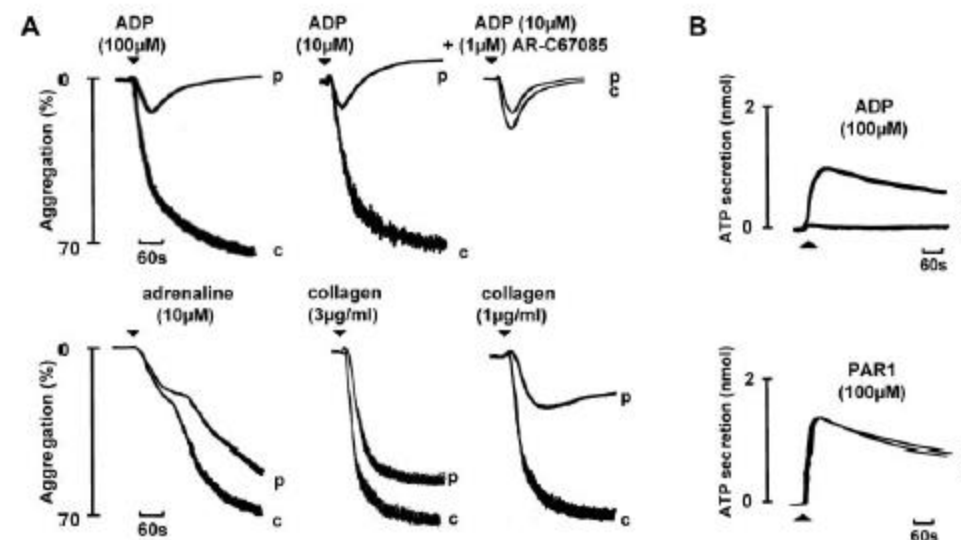 A
B
ADP
(100μM)
ADP
(10μM)
ADP (10μM)
+ (1μM) AR-C67085
0
70
Aggregation (%)
60s
p
c
p
c
p
c
adrenaline
(10μM)
collagen
(3μg/ml)
collagen
(1μg/ml)
0
70
Aggregation (%)
60s
p
c
p
c
p
c
ATP secretion (nmol)
2
0
ADP
(100μM)
60s
ATP secretion (nmol)
2
0
PAR1
(100μM)
60s